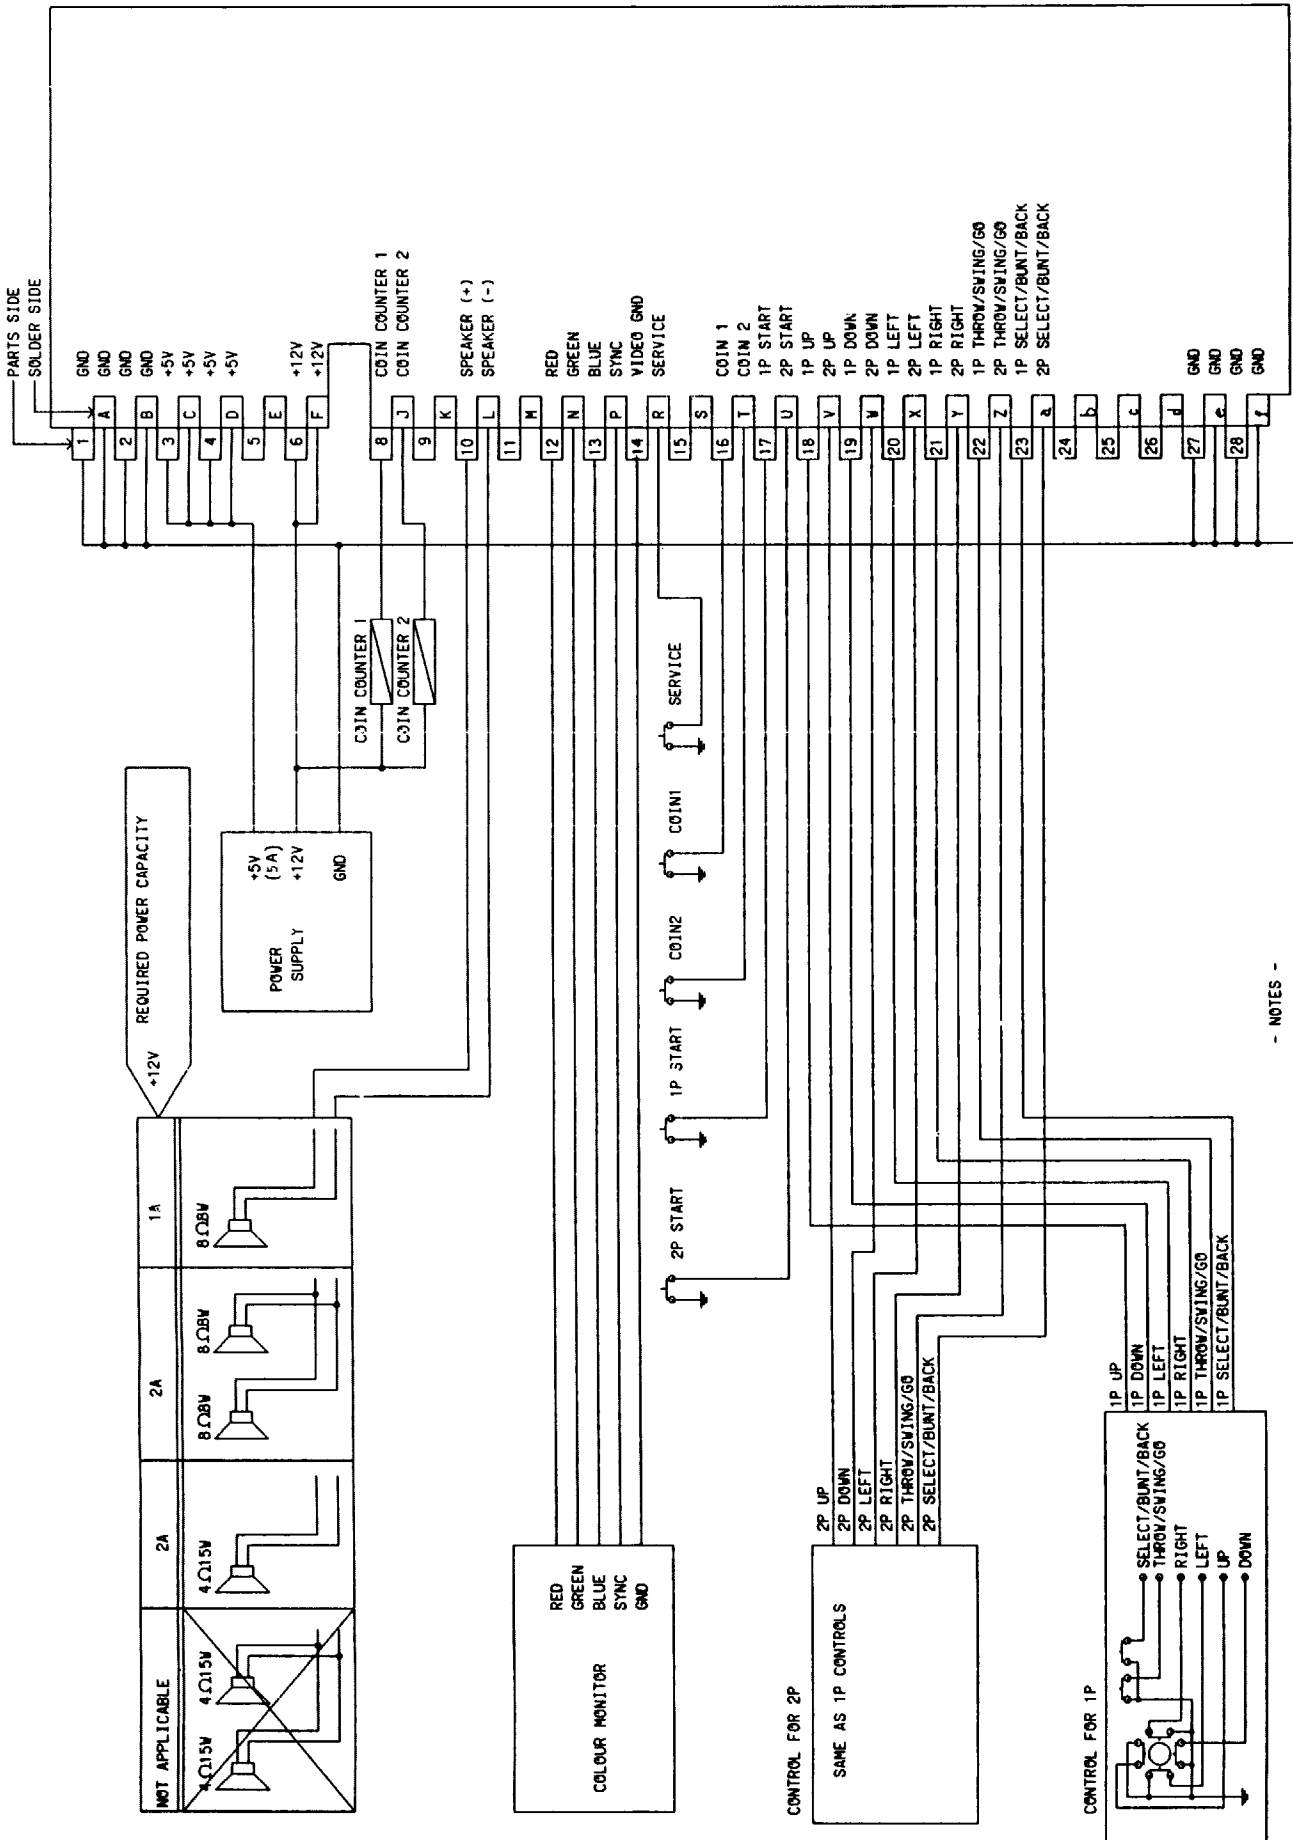 PARTS SIDE
SOLDER SIDE
1
A
2
B
3
C
4
D
5
E
6
F
8
J
9
K
10
L
11
M
12
N
13
P
14
R
15
S
16
T
17
U
18
V
19
W
20
X
21
Y
22
Z
23
a
24
b
25
c
26
d
27
e
28
f
GND
GND
GND
GND
+5V
+5V
+5V
+5V
+12V
+12V
COIN COUNTER 1
COIN COUNTER 2
SPEAKER (+)
SPEAKER (-)
RED
GREEN
BLUE
SYNC
VIDEO GND
SERVICE
COIN 1
COIN 2
1P START
2P START
1P UP
2P UP
1P DOWN
2P DOWN
1P LEFT
2P LEFT
1P RIGHT
2P RIGHT
1P THROW/SWING/GO
2P THROW/SWING/GO
1P SELECT/BUNT/BACK
2P SELECT/BUNT/BACK
GND
GND
GND
GND
COIN COUNTER 1
COIN COUNTER 2
REQUIRED POWER CAPACITY
+12V
POWER
SUPPLY
+5V
(5A)
+12V
GND
NOT APPLICABLE
2A
2A
1A
4Ω15W
4Ω15W
4Ω15W
8Ω8W
8Ω8W
8Ω8W
SERVICE
COIN1
COIN2
1P START
2P START
COLOUR MONITOR
RED
GREEN
BLUE
SYNC
GND
CONTROL FOR 2P
SAME AS 1P CONTROLS
2P UP
2P DOWN
2P LEFT
2P RIGHT
2P THROW/SWING/GO
2P SELECT/BUNT/BACK
CONTROL FOR 1P
SELECT/BUNT/BACK
THROW/SWING/GO
RIGHT
LEFT
UP
DOWN
1P UP
1P DOWN
1P LEFT
1P RIGHT
1P THROW/SWING/GO
1P SELECT/BUNT/BACK
- NOTES -